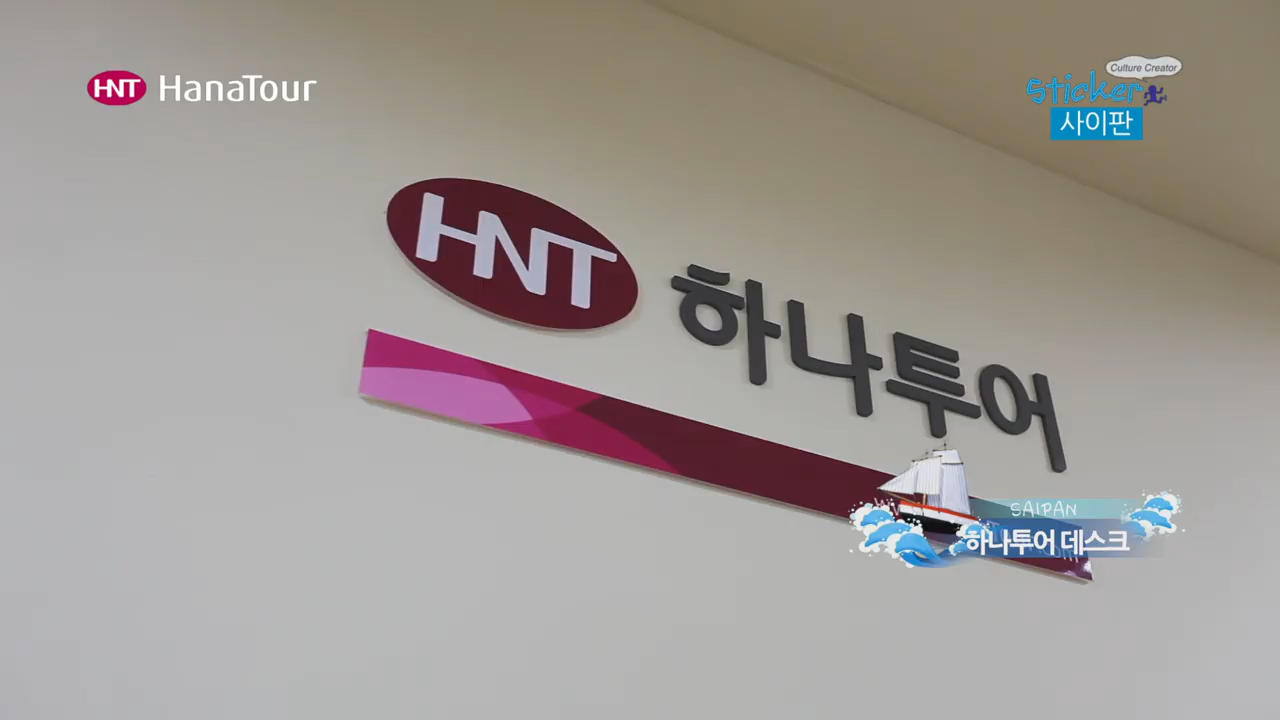 HNT HanaTour
Culture Creator
Sticker
사이판
HNT 하나투어
SAIPAN
하나투어 데스크